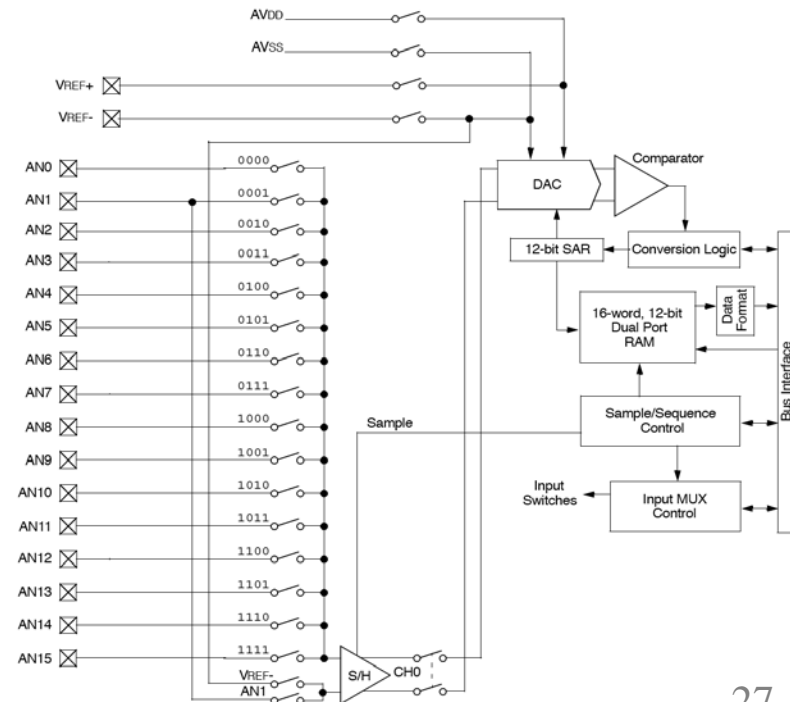 AVDD
AVSS
VREF+
VREF-
AN0
0000
AN1
0001
AN2
0010
AN3
0011
AN4
0100
AN5
0101
AN6
0110
AN7
0111
AN8
1000
AN9
1001
AN10
1010
AN11
1011
AN12
1100
AN13
1101
AN14
1110
AN15
1111
VREF-
AN1
S/H
CH0
Sample
DAC
Comparator
12-bit SAR
Conversion Logic
16-word, 12-bit
Dual Port
RAM
Data
Format
Bus Interface
Sample/Sequence
Control
Input
Switches
Input MUX
Control
27